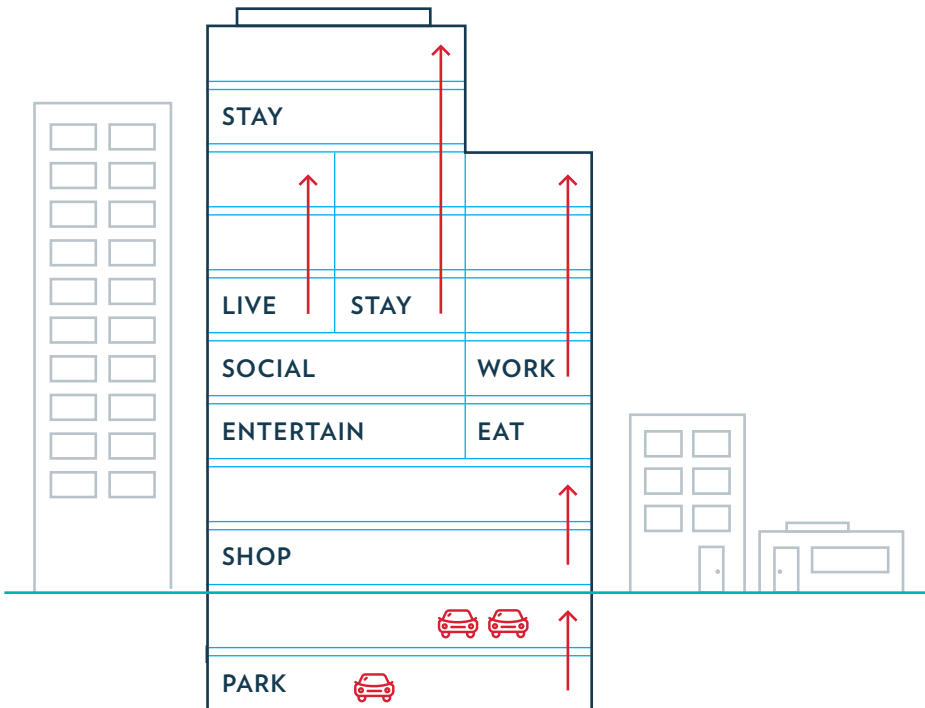 STAY
LIVE STAY
SOCIAL WORK
ENTERTAIN EAT
SHOP
PARK